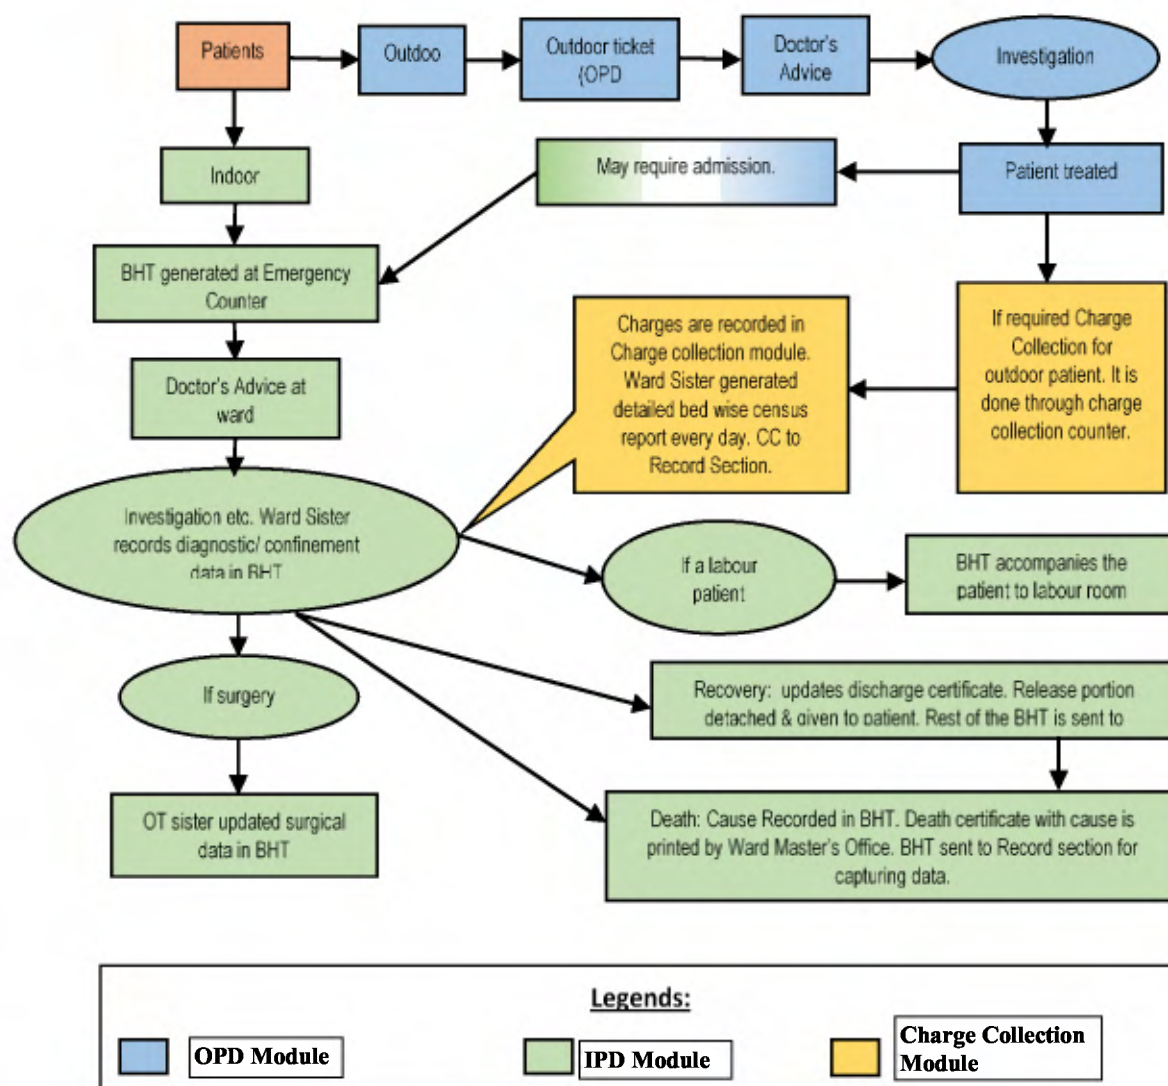 Patients
Outdoo
Outdoor ticket
(OPD
Doctor's
Advice
Investigation
Indoor
May require admission.
Patient treated
BHT generated at Emergency
Counter
Charges are recorded in
Charge collection module.
Ward Sister generated
detailed bed wise census
report every day. CC to
Record Section.
If required Charge
Collection for
outdoor patient. It is
done through charge
collection counter.
Doctor's Advice at
ward
Investigation etc. Ward Sister
records diagnostic/ confinement
data in BHT
If a labour
patient
BHT accompanies the
patient to labour room
If surgery
Recovery: updates discharge certificate. Release portion
detached & given to patient. Rest of the BHT is sent to
OT sister updated surgical
data in BHT
Death: Cause Recorded in BHT. Death certificate with cause is
printed by Ward Master's Office. BHT sent to Record section for
capturing data.
Legends:
OPD Module
IPD Module
Charge Collection
Module